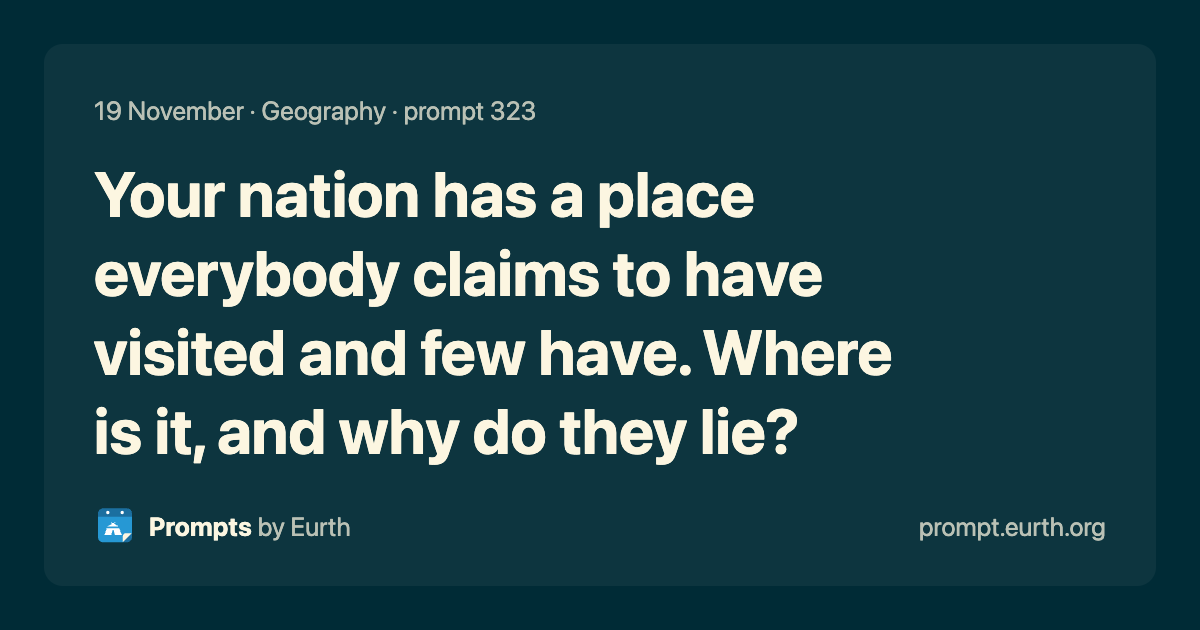 19 November · Geography · prompt 323
Your nation has a place
everybody claims to have
visited and few have. Where
is it, and why do they lie?
Prompts by Eurth
prompt.eurth.org